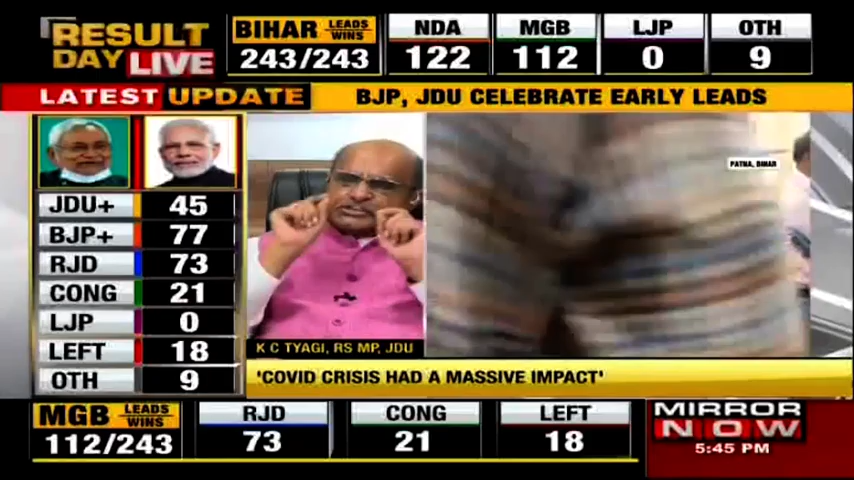 RESULT
DAY LIVE
BIHAR LEADS WINS
243/243
NDA
122
MGB
112
LJP
0
OTH
9
LATEST UPDATE
BJP, JDU CELEBRATE EARLY LEADS
PATNA, BIHAR
JDU+ 45
BJP+ 77
RJD 73
CONG 21
LJP 0
LEFT 18
OTH 9
K C TYAGI, RS MP, JDU
'COVID CRISIS HAD A MASSIVE IMPACT'
MGB LEADS WINS
112/243
RJD
73
CONG
21
LEFT
18
MIRROR
NOW
5:45 PM